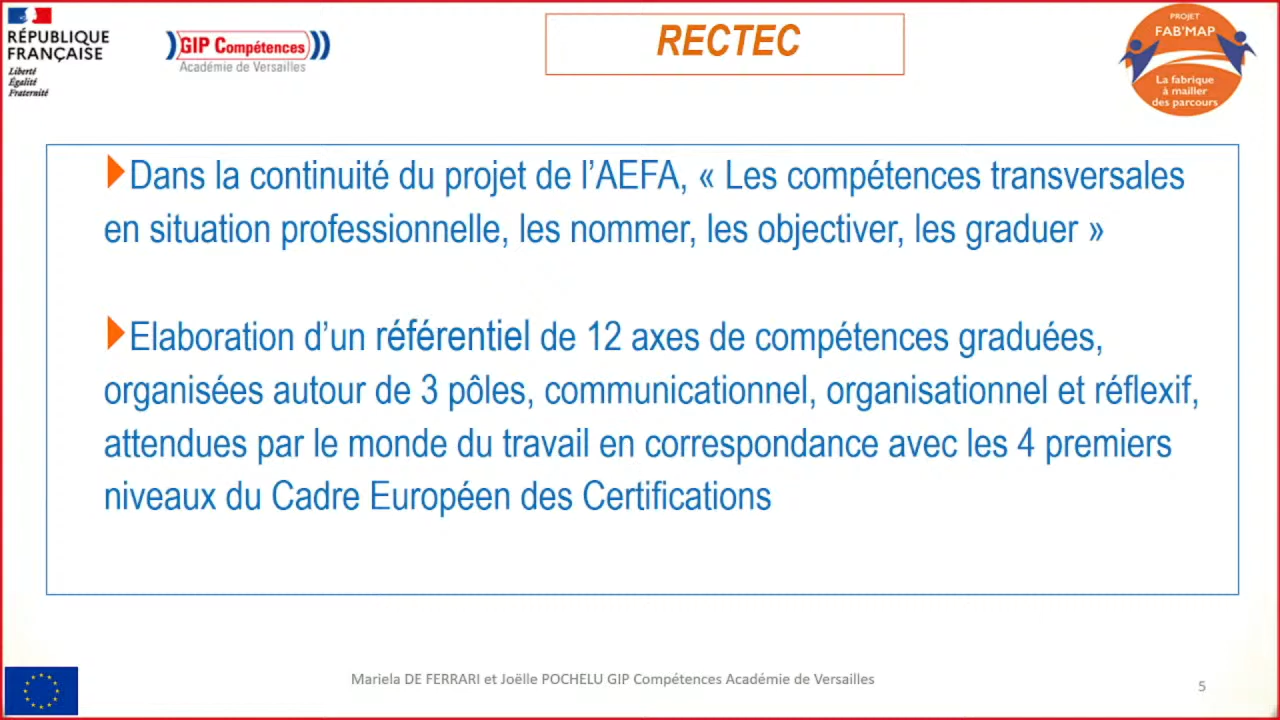 RÉPUBLIQUE
FRANÇAISE
Liberté
Égalité
Fraternité
GIP Compétences
Académie de Versailles
RECTEC
PROJET
FAB'MAP
La fabrique
à mailler
des parcours
Dans la continuité du projet de l’AEFA, « Les compétences transversales
en situation professionnelle, les nommer, les objectiver, les graduer »
Elaboration d’un référentiel de 12 axes de compétences graduées,
organisées autour de 3 pôles, communicationnel, organisationnel et réflexif,
attendues par le monde du travail en correspondance avec les 4 premiers
niveaux du Cadre Européen des Certifications
Mariela DE FERRARI et Joëlle POCHELU GIP Compétences Académie de Versailles
5